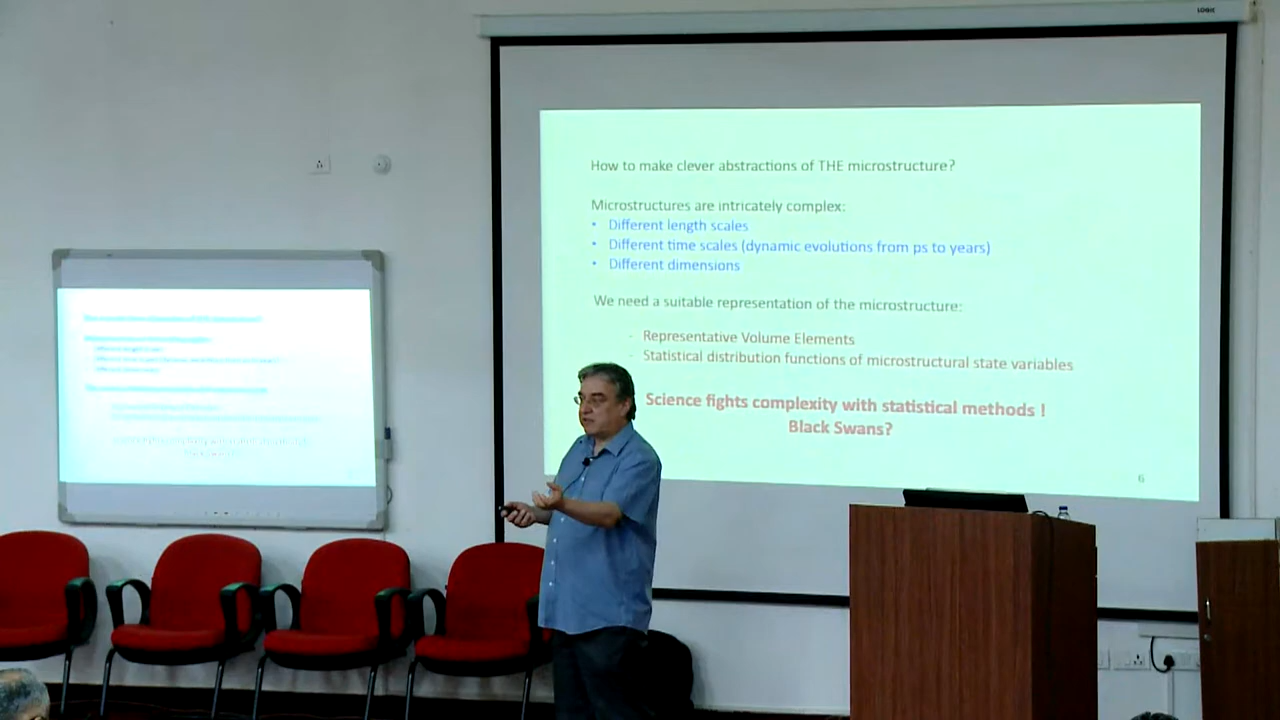 LOGIC
How to make clever abstractions of THE microstructure?
Microstructures are intricately complex:
• Different length scales
• Different time scales (dynamic evolutions from ps to years)
• Different dimensions
We need a suitable representation of the microstructure:
- Representative Volume Elements
- Statistical distribution functions of microstructural state variables
Science fights complexity with statistical methods !
Black Swans?
6